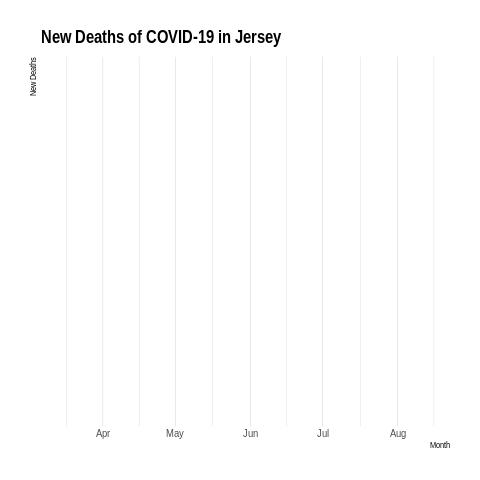 New Deaths of COVID-19 in Jersey
New Deaths
Apr May Jun Jul Aug
Month